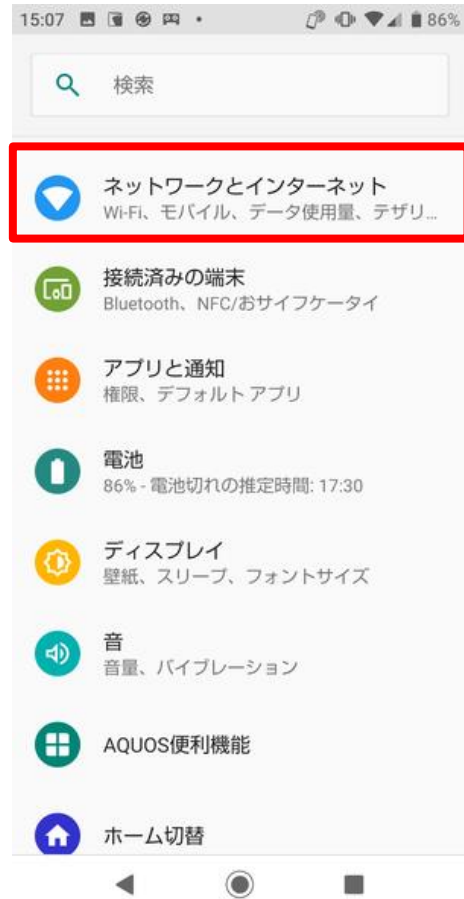 15:07
86%
検索
ネットワークとインターネット
Wi-Fi、モバイル、データ使用量、テザリ...
接続済みの端末
Bluetooth、NFC/おサイフケータイ
アプリと通知
権限、デフォルト アプリ
電池
86% - 電池切れの推定時間: 17:30
ディスプレイ
壁紙、スリープ、フォントサイズ
音
音量、バイブレーション
AQUOS便利機能
ホーム切替